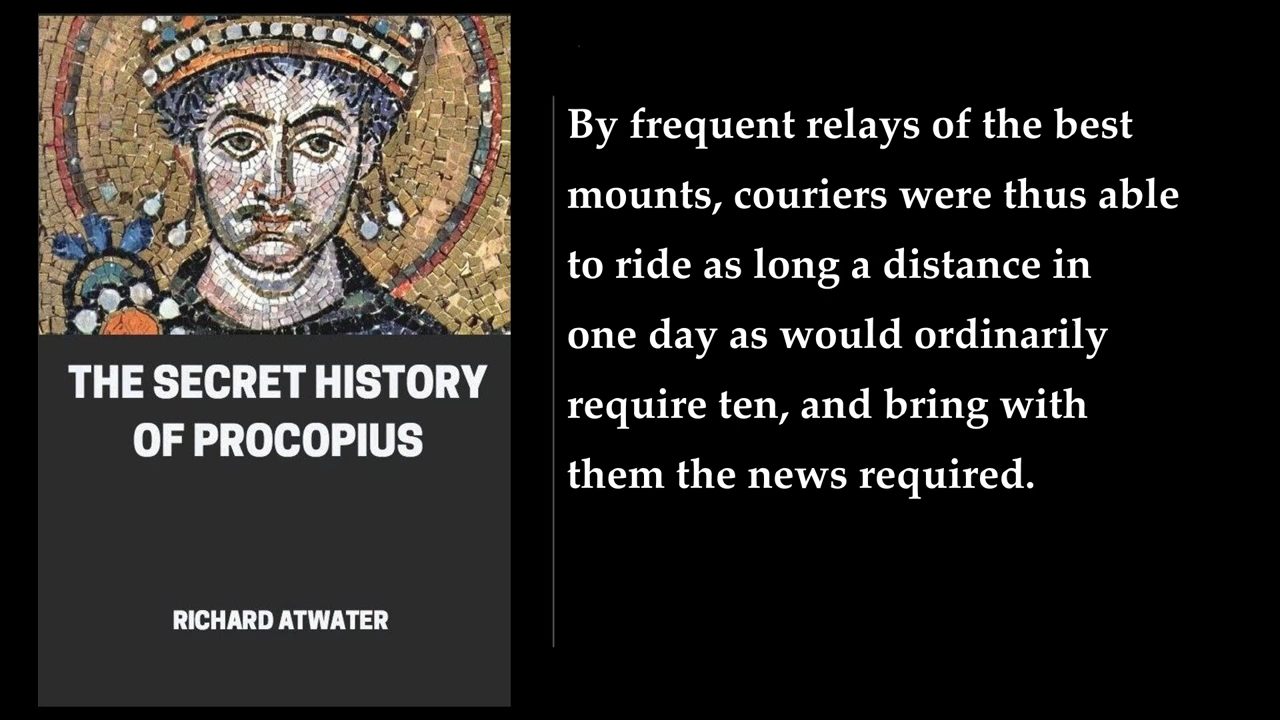 THE SECRET HISTORY
OF PROCOPIUS
RICHARD ATWATER
By frequent relays of the best
mounts, couriers were thus able
to ride as long a distance in
one day as would ordinarily
require ten, and bring with
them the news required.